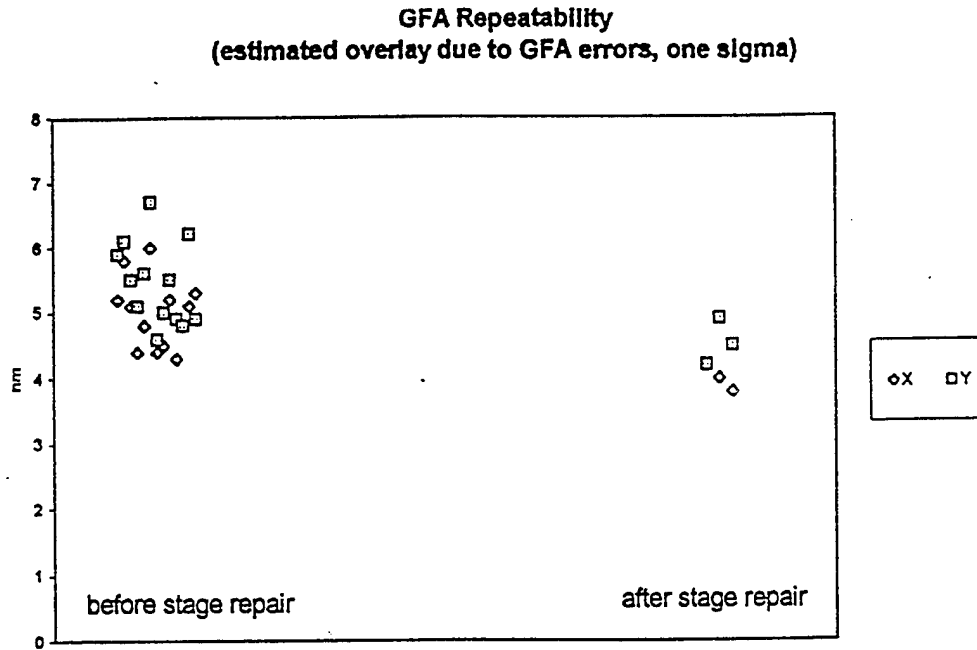 GFA Repeatability
(estimated overlay due to GFA errors, one sigma)
8
7
6
5
4
3
2
1
0
nm
before stage repair
after stage repair
X Y